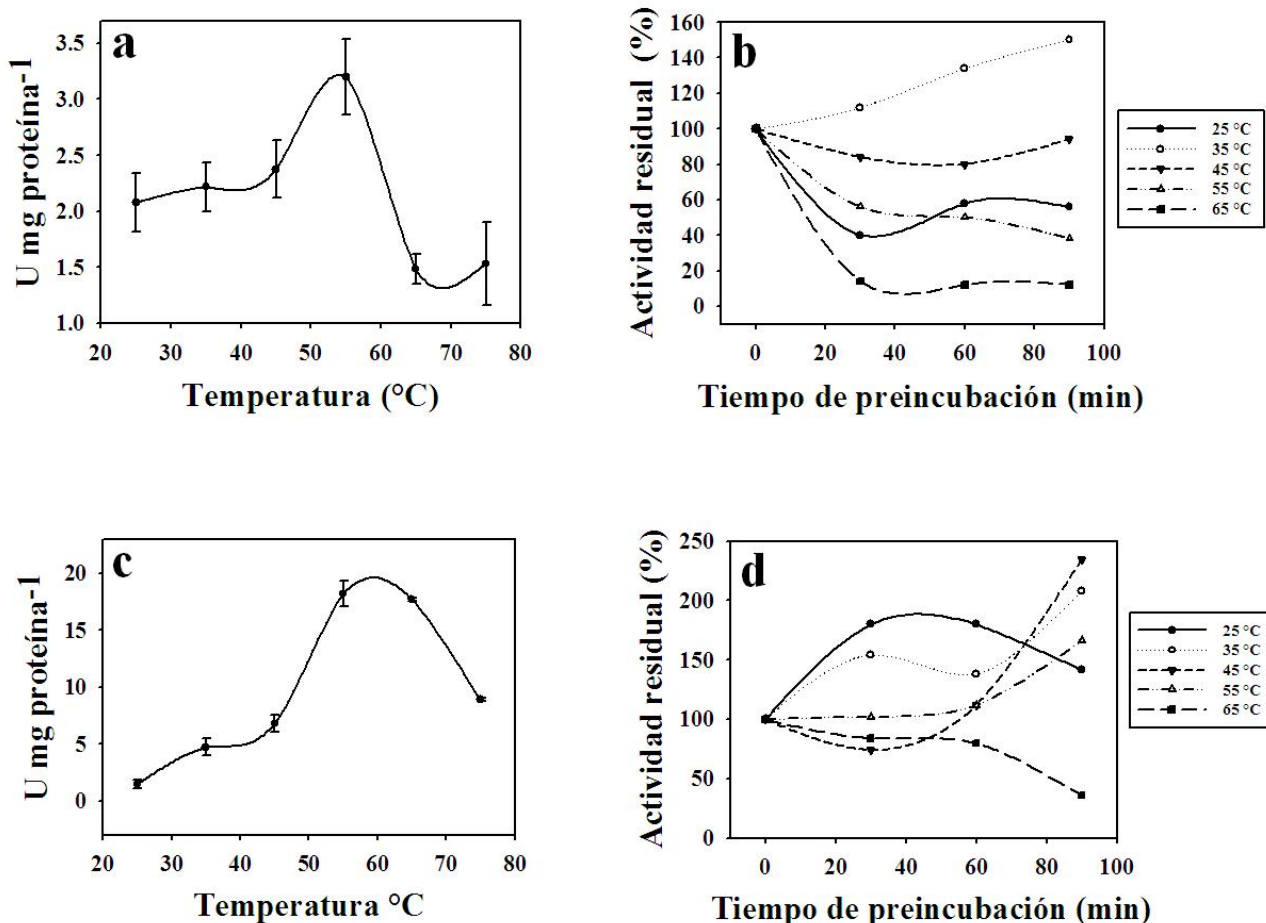 a
U mg proteína-1
3.5
3.0
2.5
2.0
1.5
1.0
20 30 40 50 60 70 80
Temperatura (°C)
b
Actividad residual (%)
160
140
120
100
80
60
40
20
0
0 20 40 60 80 100
Tiempo de preincubación (min)
25 °C
35 °C
45 °C
55 °C
65 °C
c
U mg proteína-1
20
15
10
5
0
20 30 40 50 60 70 80
Temperatura °C
d
Actividad residual (%)
250
200
150
100
50
0
0 20 40 60 80 100
Tiempo de preincubación (min)
25 °C
35 °C
45 °C
55 °C
65 °C